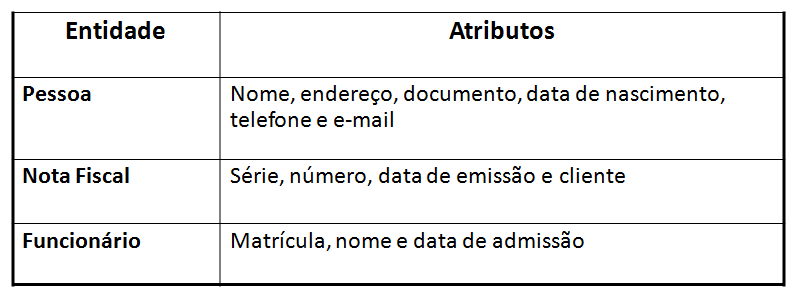 Entidade Atributos
Pessoa Nome, endereço, documento, data de nascimento,
telefone e e-mail
Nota Fiscal Série, número, data de emissão e cliente
Funcionário Matrícula, nome e data de admissão